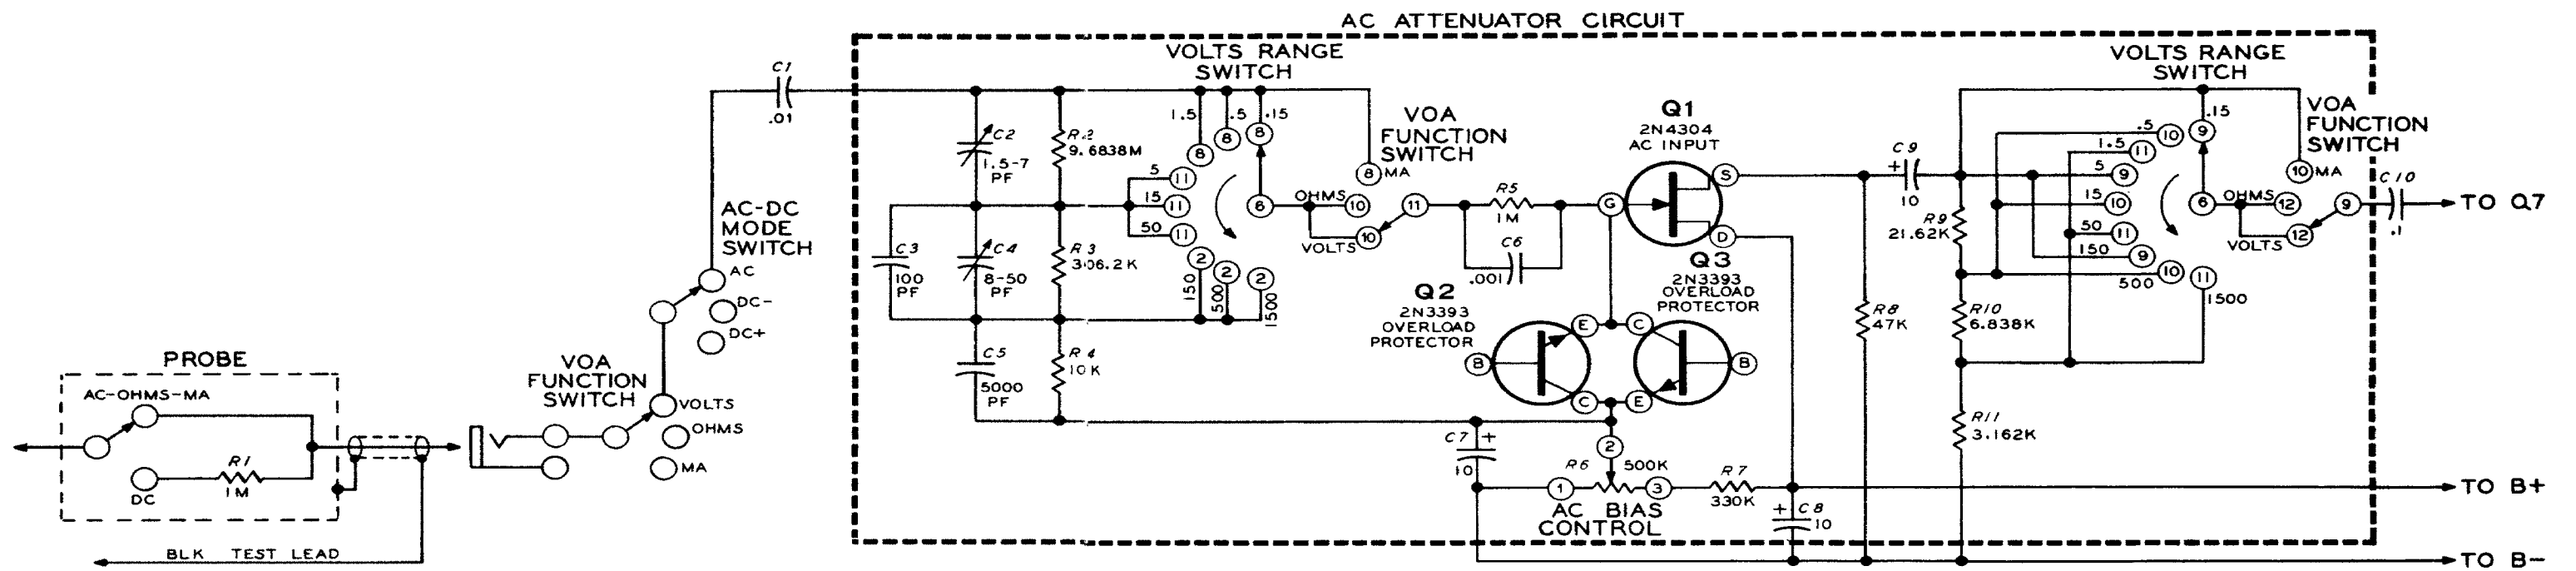 AC ATTENUATOR CIRCUIT
VOLTS RANGE
SWITCH
VOLTS RANGE
SWITCH
C1
.01
C2
1.5-7
PF
R2
9.6838M
1.5
.5
.15
8
8
8
VOA
FUNCTION
SWITCH
8
MA
5
11
15
11
50
11
6
OHMS
10
VOLTS
10
11
C3
100
PF
C4
8-50
PF
R3
306.2K
2
2
2
150
500
1500
C5
5000
PF
R4
10K
R5
1M
C6
.001
Q1
2N4304
AC INPUT
G
S
D
Q2
2N3393
OVERLOAD
PROTECTOR
Q3
2N3393
OVERLOAD
PROTECTOR
E
C
B
B
C
E
C7
+
10
2
R6
500K
1
3
AC BIAS
CONTROL
R7
330K
+
C8
10
R8
47K
C9
+
10
R9
21.62K
R10
6.838K
R11
3.162K
.15
9
.5
10
1.5
11
5
9
15
10
50
11
150
9
500
10
11
1500
6
OHMS
12
VOLTS
12
9
VOA
FUNCTION
SWITCH
10
MA
C10
.1
TO Q7
TO B+
TO B-
AC-DC
MODE
SWITCH
AC
DC-
DC+
VOA
FUNCTION
SWITCH
VOLTS
OHMS
MA
PROBE
AC-OHMS-MA
DC
R1
1M
BLK TEST LEAD